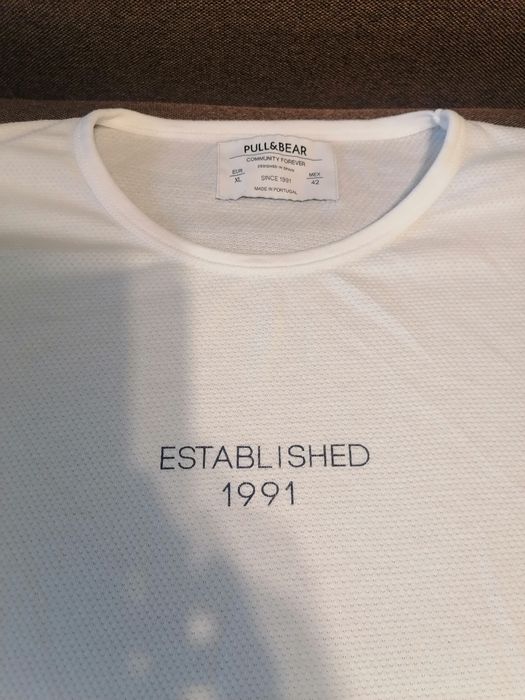 PULL&BEAR
COMMUNITY FOREVER
DESIGNED IN SPAIN
EUR
XL
SINCE 1991
MEX
42
MADE IN PORTUGAL
ESTABLISHED
1991